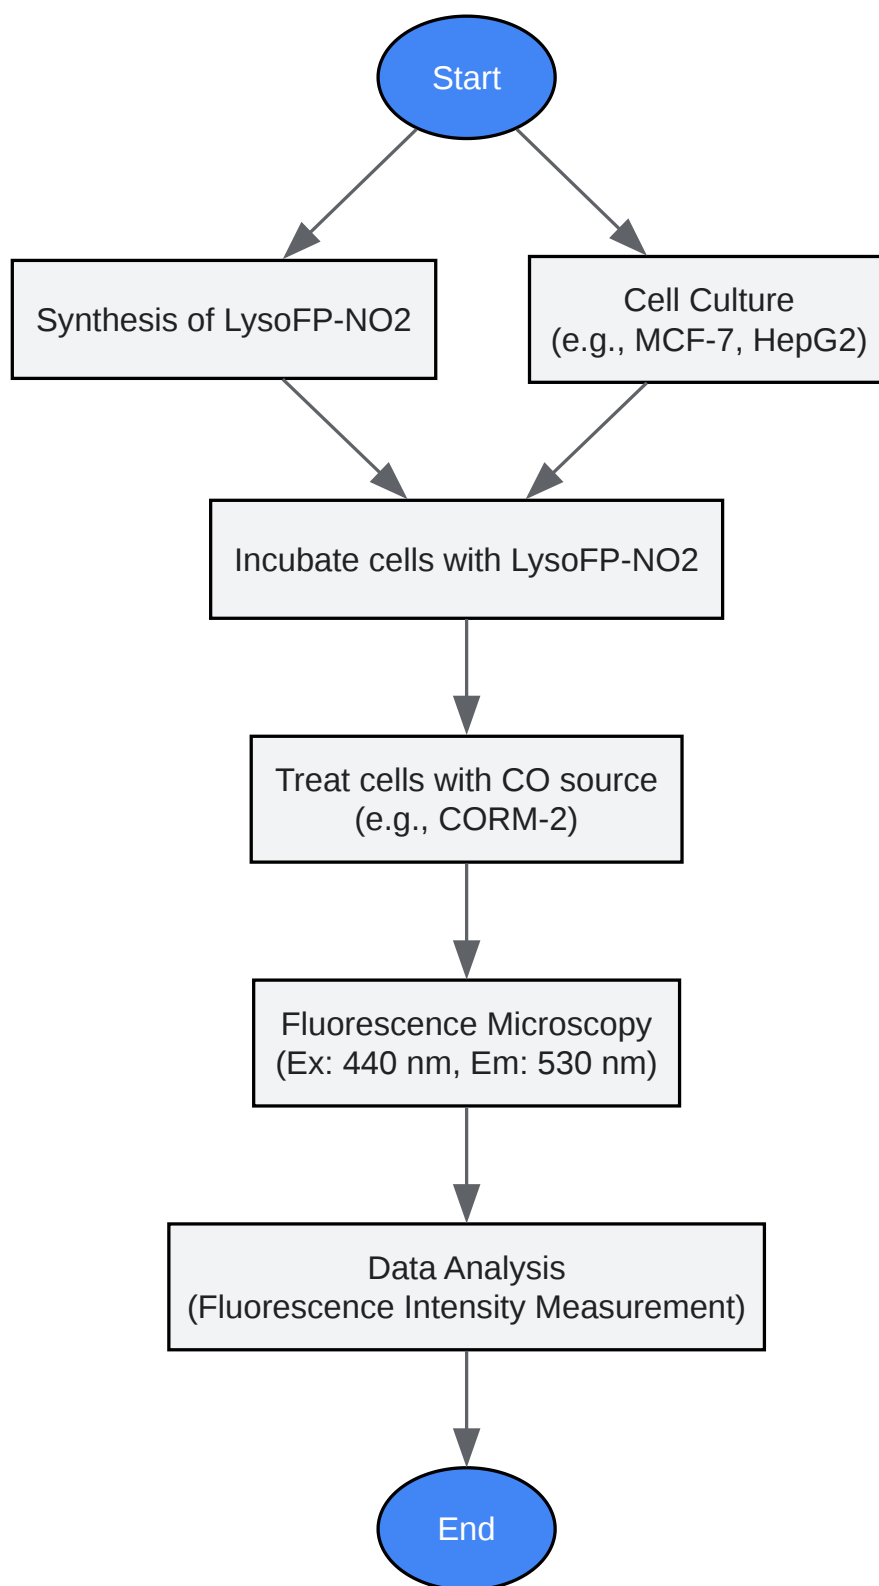 Start
Synthesis of LysoFP-NO2
Cell Culture
(e.g., MCF-7, HepG2)
Incubate cells with LysoFP-NO2
Treat cells with CO source
(e.g., CORM-2)
Fluorescence Microscopy
(Ex: 440 nm, Em: 530 nm)
Data Analysis
(Fluorescence Intensity Measurement)
End